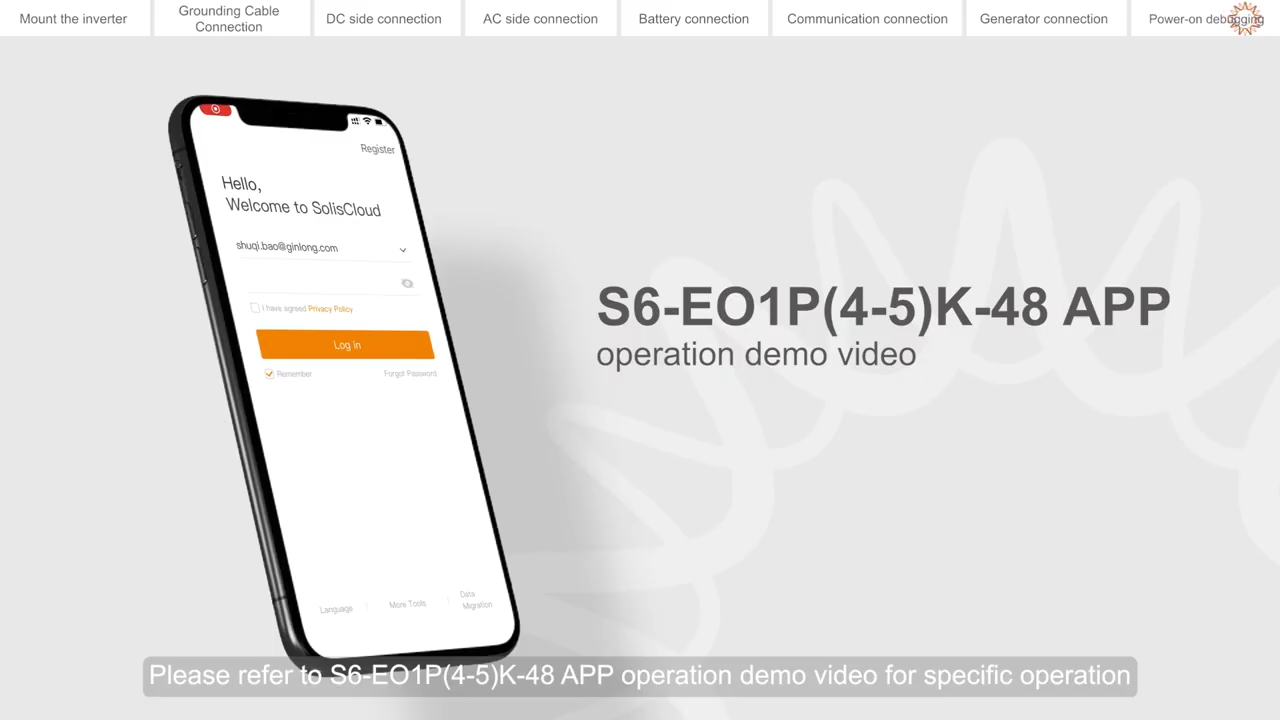 Mount the inverter
Grounding Cable
Connection
DC side connection
AC side connection
Battery connection
Communication connection
Generator connection
Power-on debugging
Register
Hello,
Welcome to SolisCloud
shuqi.bao@ginlong.com
I have agreed Privacy Policy
Log in
Remember
Forgot Password
S6-EO1P(4-5)K-48 APP
operation demo video
Language
More Tools
Data
Migration
Please refer to S6-EO1P(4-5)K-48 APP operation demo video for specific operation